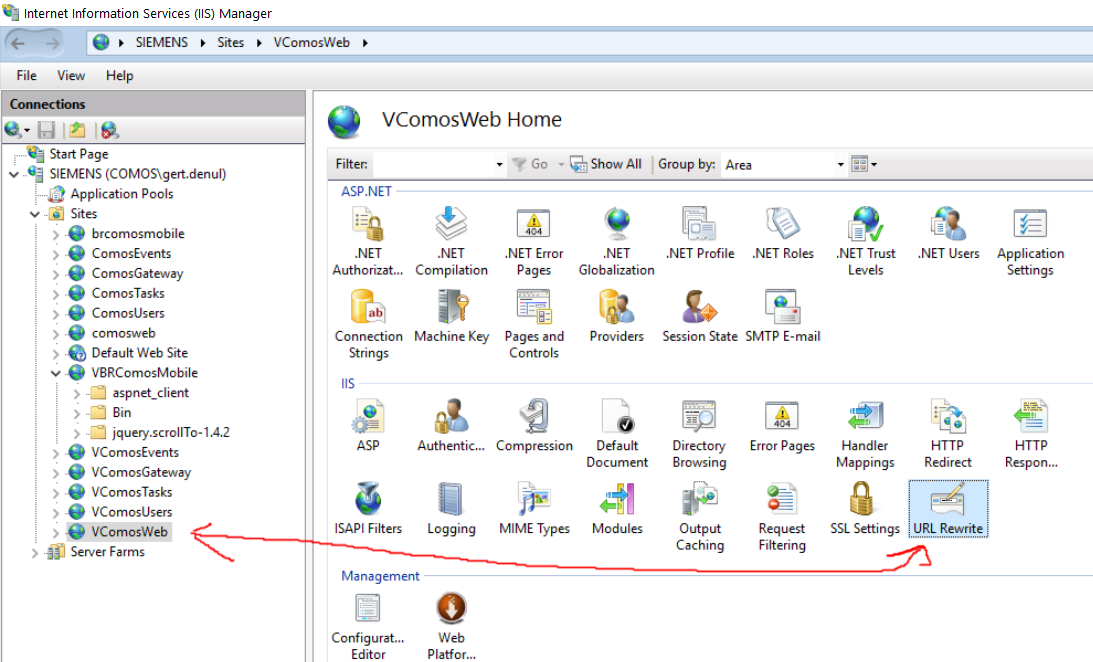 Internet Information Services (IIS) Manager
SIEMENS Sites VComosWeb
File View Help
Connections
Start Page
SIEMENS (COMOS\gert.denul)
Application Pools
Sites
brcomosmobile
ComosEvents
ComosGateway
ComosTasks
ComosUsers
comosweb
Default Web Site
VBRComosMobile
aspnet_client
Bin
jquery.scrollTo-1.4.2
VComosEvents
VComosGateway
VComosTasks
VComosUsers
VComosWeb
Server Farms
VComosWeb Home
Filter: Go Show All Group by: Area
ASP.NET
.NET Authorizat...
.NET Compilation
.NET Error Pages
.NET Globalization
.NET Profile
.NET Roles
.NET Trust Levels
.NET Users
Application Settings
Connection Strings
Machine Key
Pages and Controls
Providers
Session State
SMTP E-mail
IIS
ASP
Authentic...
Compression
Default Document
Directory Browsing
Error Pages
Handler Mappings
HTTP Redirect
HTTP Respon...
ISAPI Filters
Logging
MIME Types
Modules
Output Caching
Request Filtering
SSL Settings
URL Rewrite
Management
Configurat... Editor
Web Platfor...
404
ab
404